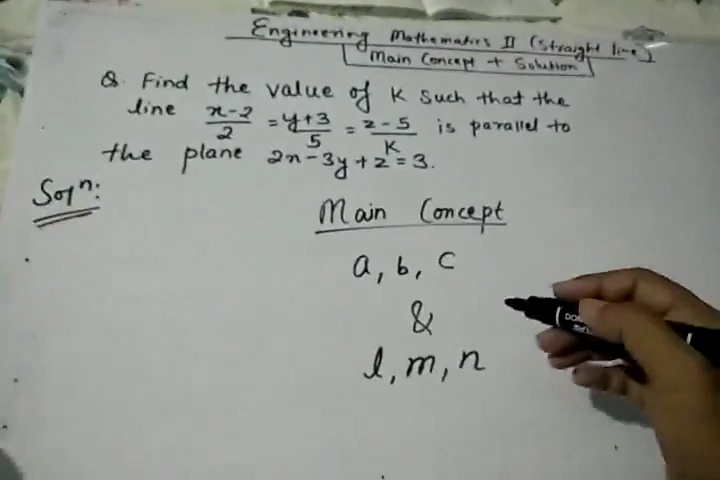 Engineering Mathematics II (Straight line)
Main Concept + Solution
Q. Find the value of K such that the
line x-2/2 = y+3/5 = z-5/K is parallel to
the plane 2x-3y+z=3.
Solⁿ:
Main Concept
a, b, c
&
l, m, n